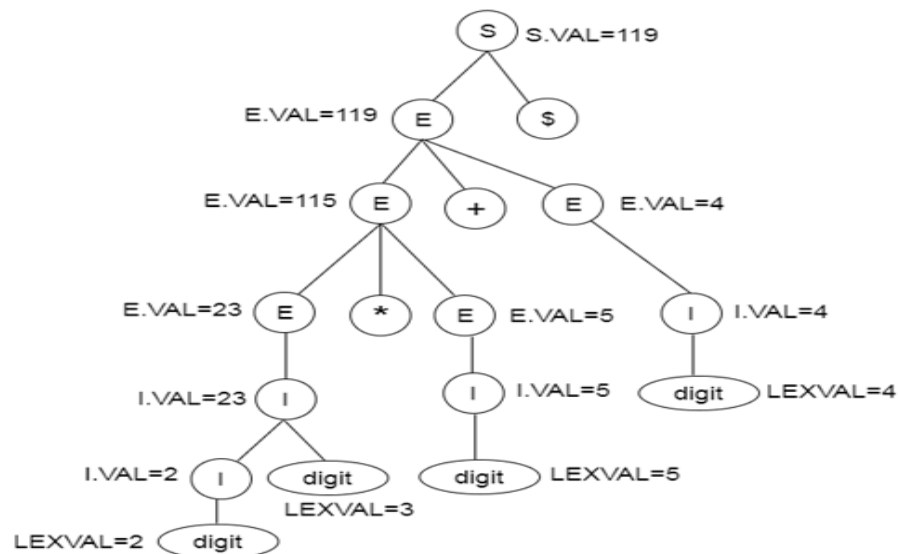 S S.VAL=119
E.VAL=119 E $
E.VAL=115 E + E E.VAL=4
E.VAL=23 E * E E.VAL=5 I I.VAL=4
I.VAL=23 I I I.VAL=5 digit LEXVAL=4
I.VAL=2 I digit digit LEXVAL=5
LEXVAL=3
LEXVAL=2 digit